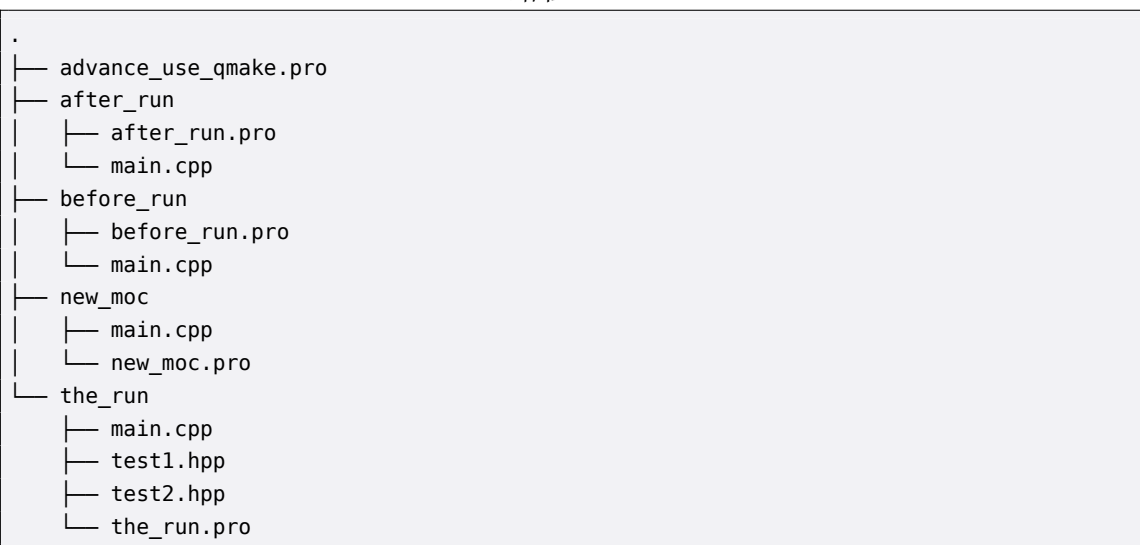 .
├── advance_use_qmake.pro
├── after_run
│   ├── after_run.pro
│   └── main.cpp
├── before_run
│   ├── before_run.pro
│   └── main.cpp
├── new_moc
│   ├── main.cpp
│   └── new_moc.pro
└── the_run
    ├── main.cpp
    ├── test1.hpp
    ├── test2.hpp
    └── the_run.pro